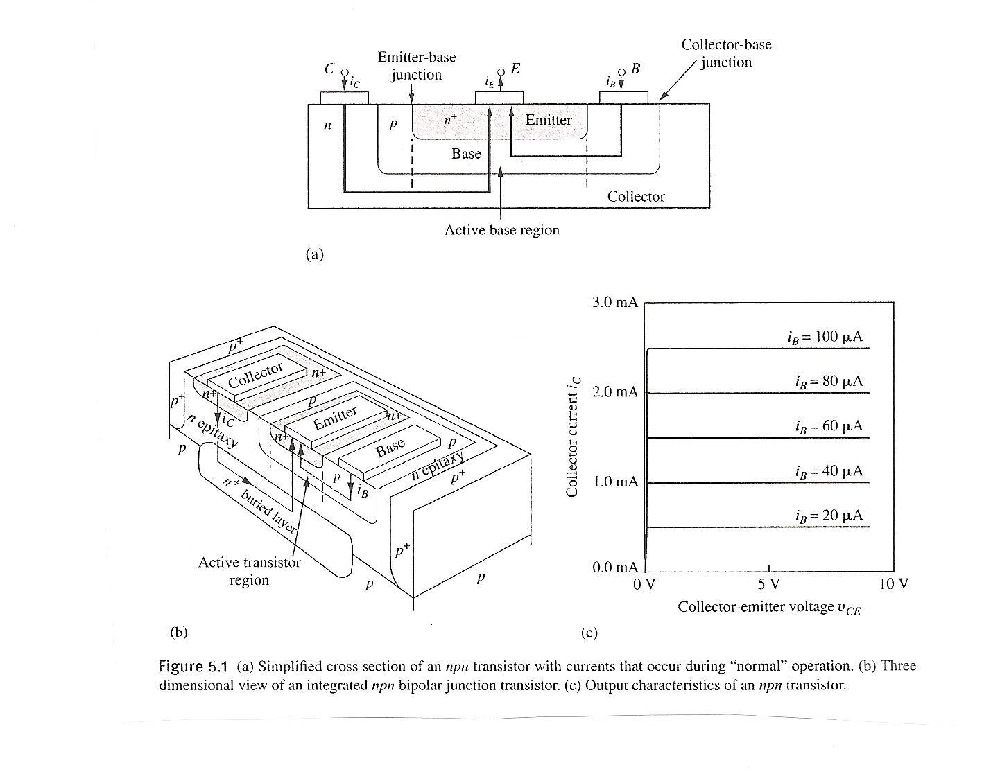 Collector-base
junction
Emitter-base
junction
C
i_C
i_E
E
i_B
B
n
p
n+
Emitter
Base
Collector
Active base region
(a)
p+
Collector
n+
n+
p+
i_C
n epitaxy
p
p
Emitter
n+
n+
Base
p
n epitaxy
p+
p
i_B
n+ buried layer
Active transistor
region
p+
p
p
(b)
3.0 mA
i_B = 100 µA
i_B = 80 µA
2.0 mA
i_B = 60 µA
i_B = 40 µA
1.0 mA
i_B = 20 µA
0.0 mA
Collector current i_C
0 V
5 V
10 V
Collector-emitter voltage υ_CE
(c)
Figure 5.1 (a) Simplified cross section of an npn transistor with currents that occur during “normal” operation. (b) Three-
dimensional view of an integrated npn bipolar junction transistor. (c) Output characteristics of an npn transistor.